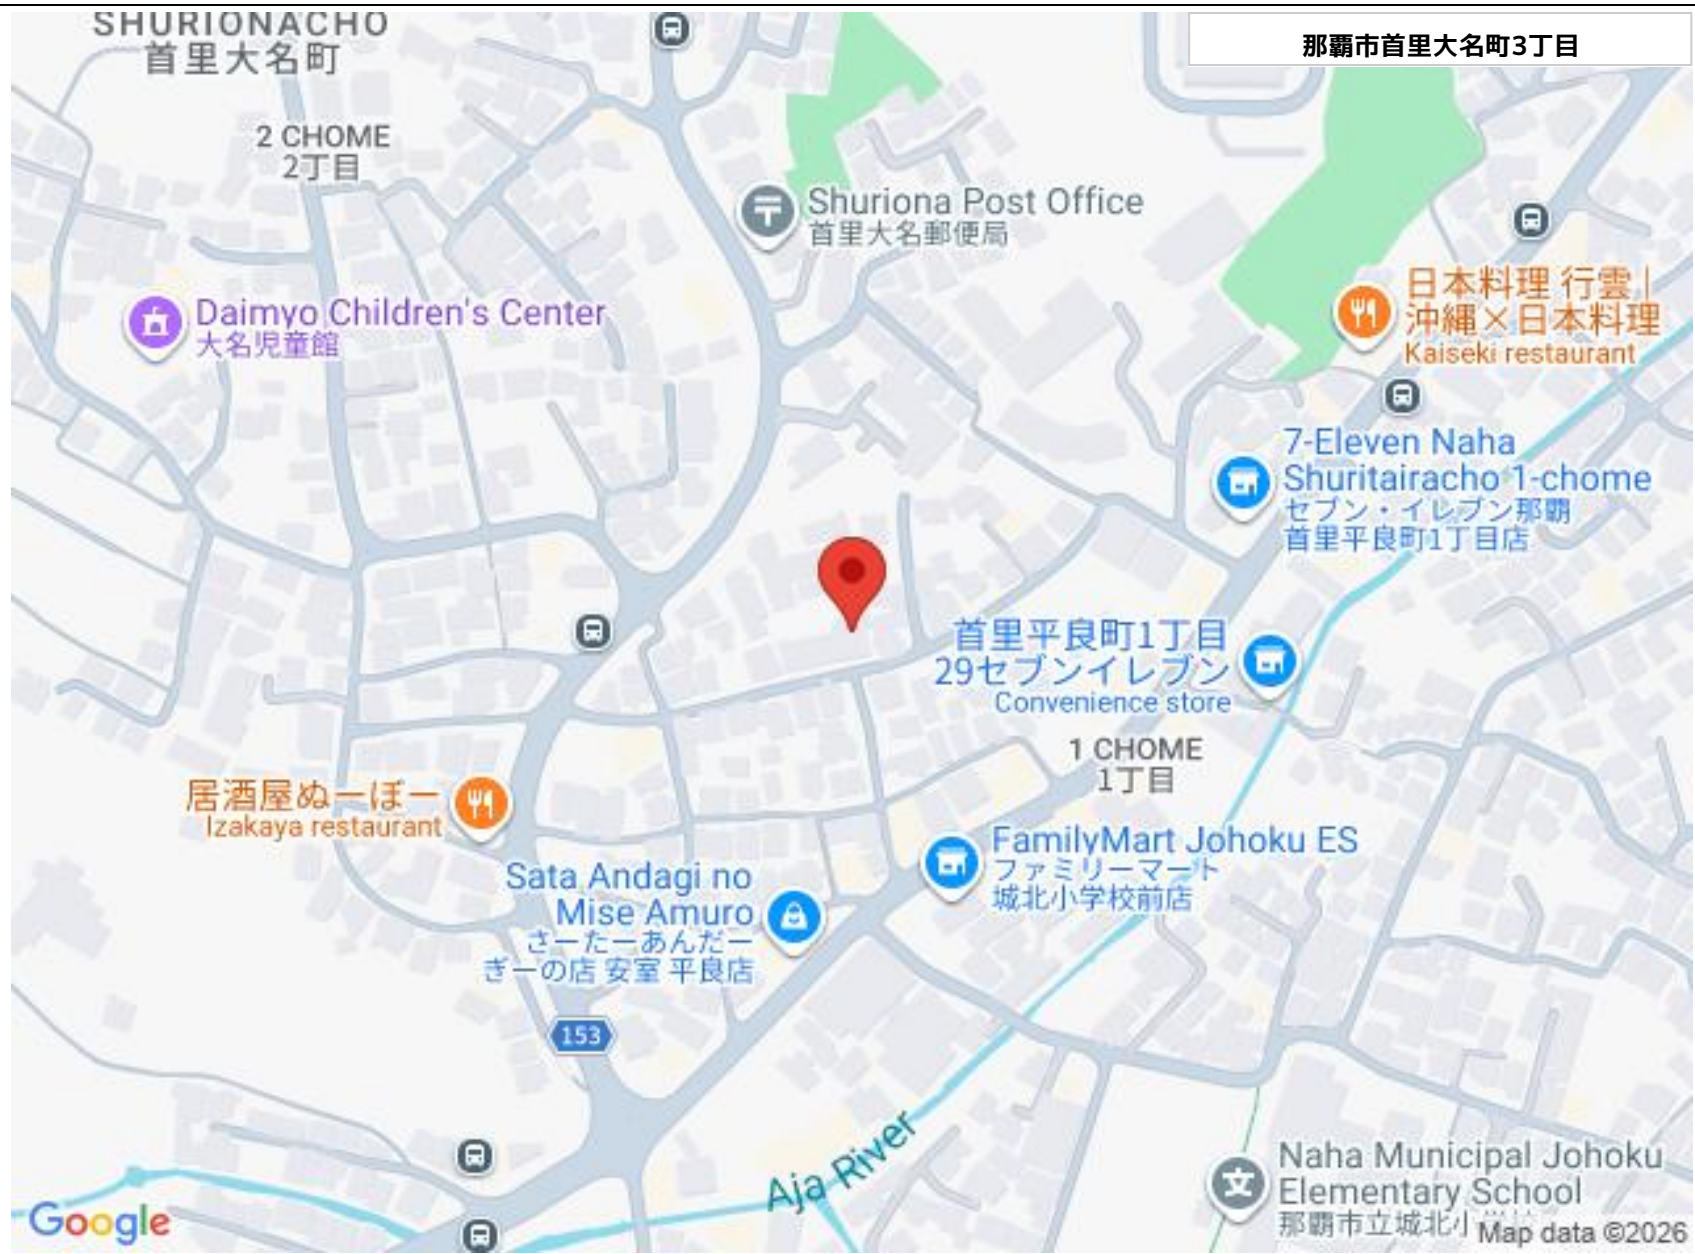 SHURIONACHO
首里大名町
那覇市首里大名町3丁目
2 CHOME
2丁目
Shuriona Post Office
首里大名郵便局
日本料理 行雲|
沖縄×日本料理
Kaiseki restaurant
Daimyo Children's Center
大名児童館
7-Eleven Naha
Shuritairacho 1-chome
セブン・イレブン那覇
首里平良町1丁目店
首里平良町1丁目
29セブンイレブン
Convenience store
1 CHOME
1丁目
居酒屋ぬーぼー
Izakaya restaurant
FamilyMart Johoku ES
ファミリーマート
城北小学校前店
Sata Andagi no
Mise Amuro
さーたーあんだー
ぎーの店 安室 平良店
153
Aja River
Naha Municipal Johoku
Elementary School
那覇市立城北小
Google
Map data ©2026